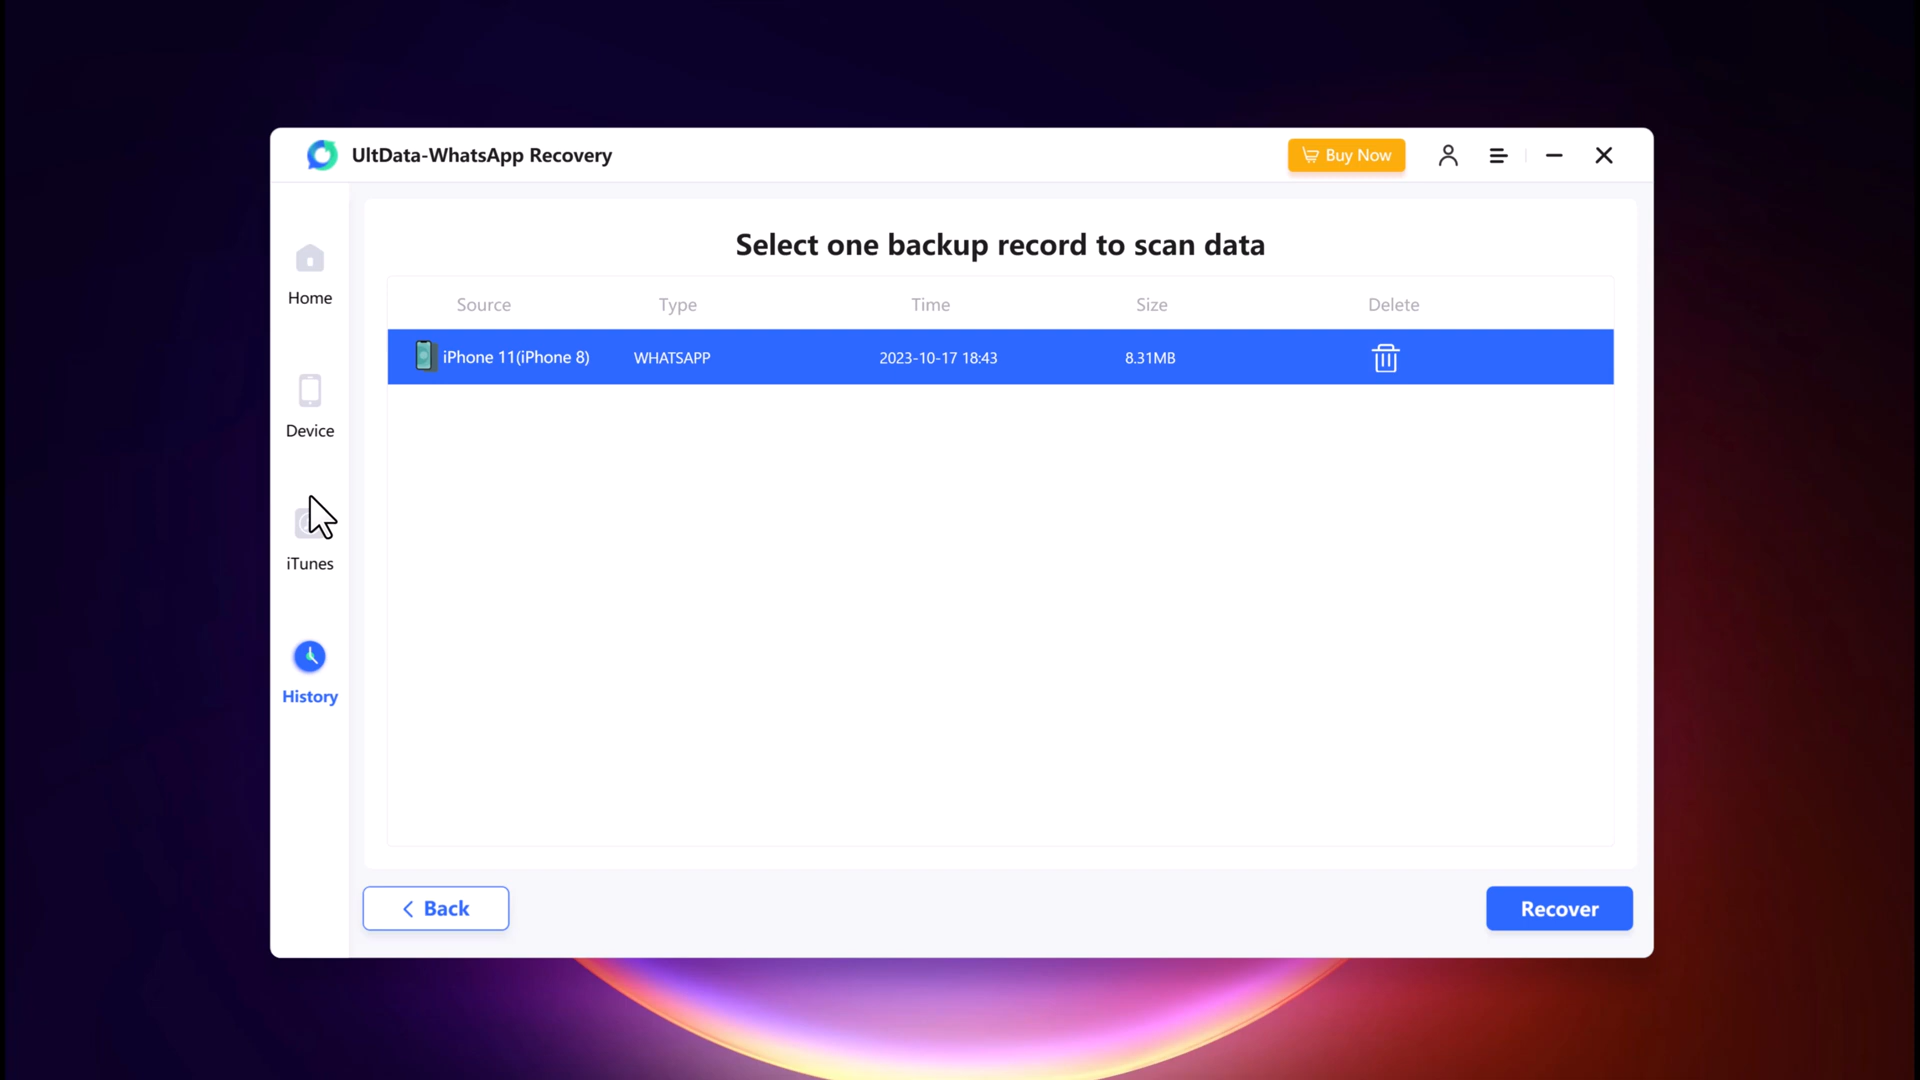 UltData-WhatsApp Recovery
Buy Now
Home
Device
iTunes
History
Select one backup record to scan data
Source Type Time Size Delete
iPhone 11(iPhone 8) WHATSAPP 2023-10-17 18:43 8.31MB
Back
Recover